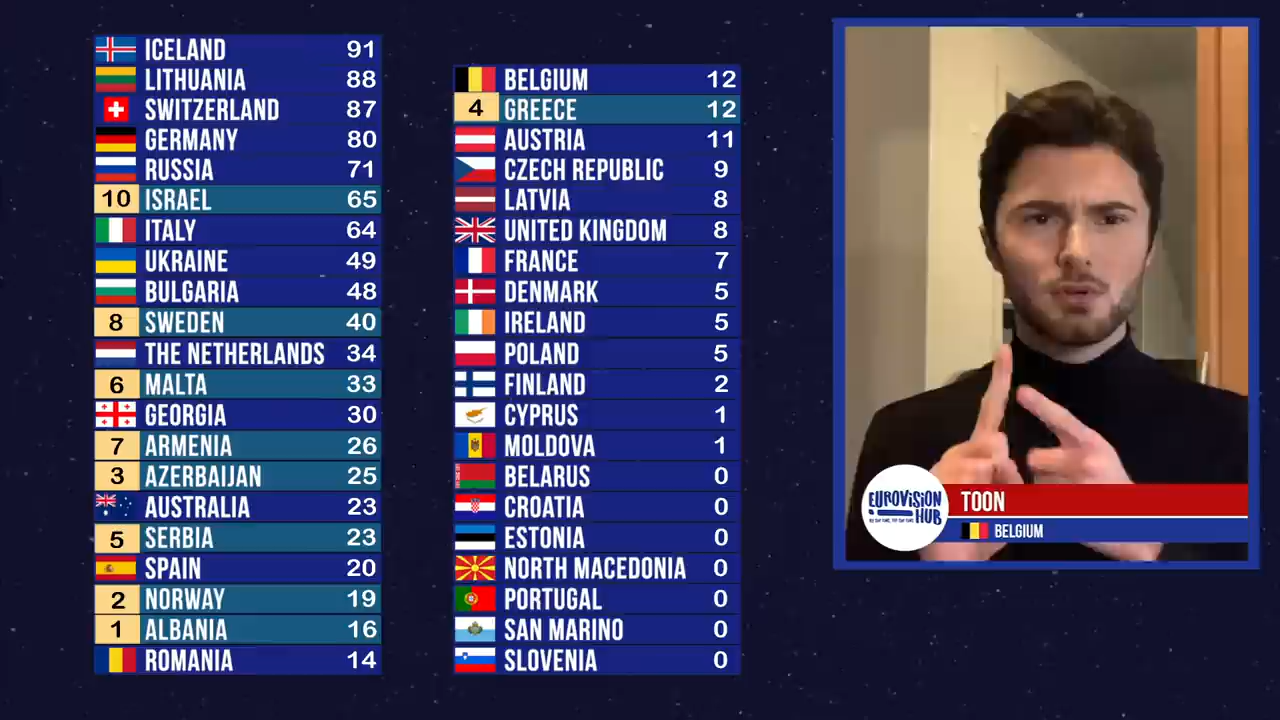 ICELAND 91
LITHUANIA 88
SWITZERLAND 87
GERMANY 80
RUSSIA 71
10 ISRAEL 65
ITALY 64
UKRAINE 49
BULGARIA 48
8 SWEDEN 40
THE NETHERLANDS 34
6 MALTA 33
GEORGIA 30
7 ARMENIA 26
3 AZERBAIJAN 25
AUSTRALIA 23
5 SERBIA 23
SPAIN 20
2 NORWAY 19
1 ALBANIA 16
ROMANIA 14
BELGIUM 12
4 GREECE 12
AUSTRIA 11
CZECH REPUBLIC 9
LATVIA 8
UNITED KINGDOM 8
FRANCE 7
DENMARK 5
IRELAND 5
POLAND 5
FINLAND 2
CYPRUS 1
MOLDOVA 1
BELARUS 0
CROATIA 0
ESTONIA 0
NORTH MACEDONIA 0
PORTUGAL 0
SAN MARINO 0
SLOVENIA 0
EUROVISION
HUB
TOON
BELGIUM